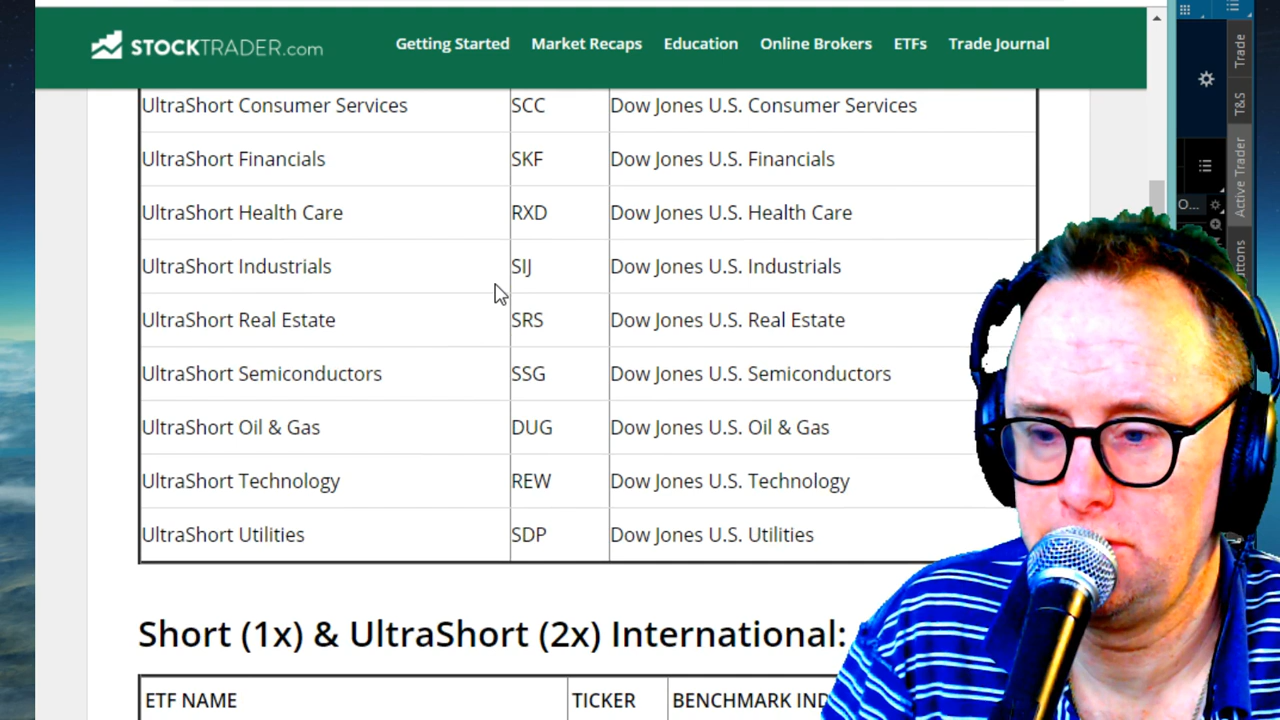 STOCKTRADER.com Getting Started Market Recaps Education Online Brokers ETFs Trade Journal
UltraShort Consumer Services SCC Dow Jones U.S. Consumer Services
UltraShort Financials SKF Dow Jones U.S. Financials
UltraShort Health Care RXD Dow Jones U.S. Health Care
UltraShort Industrials SIJ Dow Jones U.S. Industrials
UltraShort Real Estate SRS Dow Jones U.S. Real Estate
UltraShort Semiconductors SSG Dow Jones U.S. Semiconductors
UltraShort Oil & Gas DUG Dow Jones U.S. Oil & Gas
UltraShort Technology REW Dow Jones U.S. Technology
UltraShort Utilities SDP Dow Jones U.S. Utilities
Short (1x) & UltraShort (2x) International:
ETF NAME TICKER BENCHMARK IND
Trade
T&S
Active Trader
O...
uttons